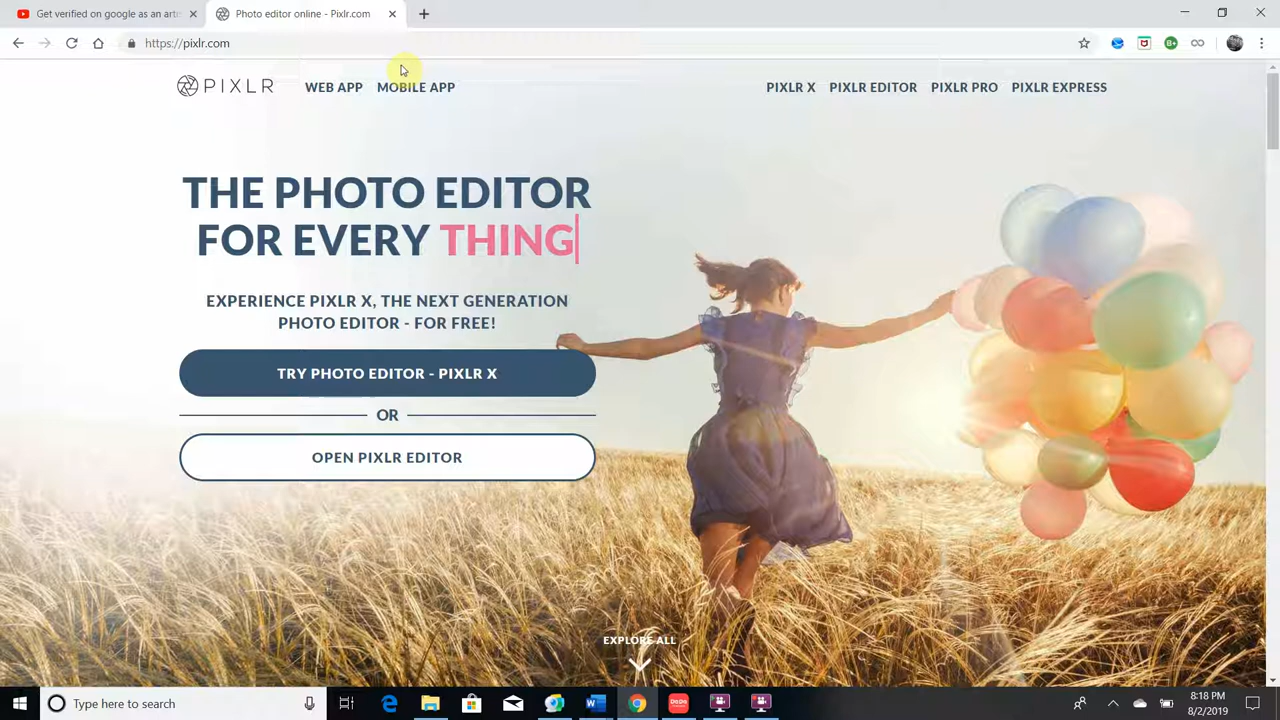 Get verified on google as an arti
Photo editor online - Pixlr.com
https://pixlr.com
PIXLR
WEB APP
MOBILE APP
PIXLR X
PIXLR EDITOR
PIXLR PRO
PIXLR EXPRESS
THE PHOTO EDITOR
FOR EVERY THING
EXPERIENCE PIXLR X, THE NEXT GENERATION
PHOTO EDITOR - FOR FREE!
TRY PHOTO EDITOR - PIXLR X
OR
OPEN PIXLR EDITOR
EXPLORE ALL
Type here to search
DoDo
8:18 PM
8/2/2019